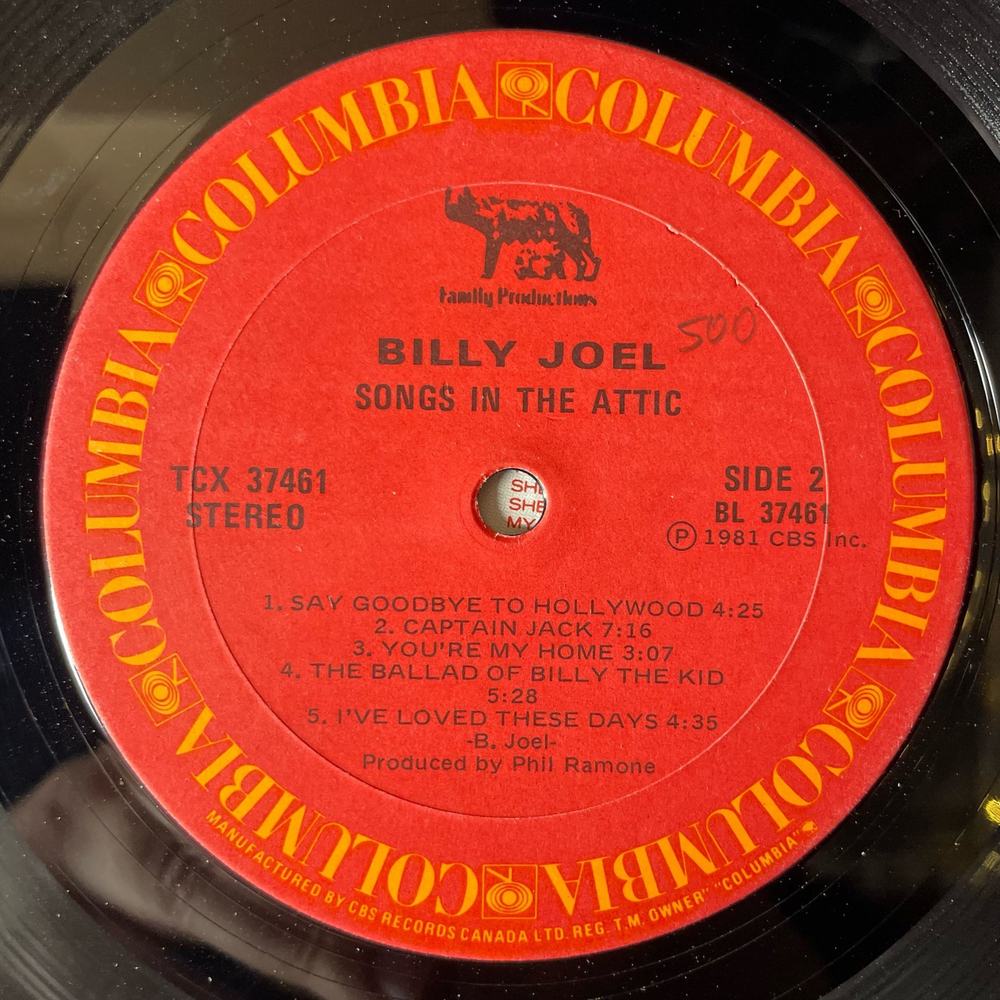 COLUMBIA COLUMBIA COLUMBIA COLUMBIA COLUMBIA COLUMBIA COLUMBIA COLUMBIA
Family Productions
500
BILLY JOEL
SONGS IN THE ATTIC
TCX 37461
STEREO
SHE
SHE
MY
SIDE 2
BL 37461
Ⓟ 1981 CBS Inc.
1. SAY GOODBYE TO HOLLYWOOD 4:25
2. CAPTAIN JACK 7:16
3. YOU'RE MY HOME 3:07
4. THE BALLAD OF BILLY THE KID
5:28
5. I'VE LOVED THESE DAYS 4:35
-B. Joel-
Produced by Phil Ramone
MANUFACTURED BY CBS RECORDS CANADA LTD. REG. T.M. OWNER" "COLUMBIA"